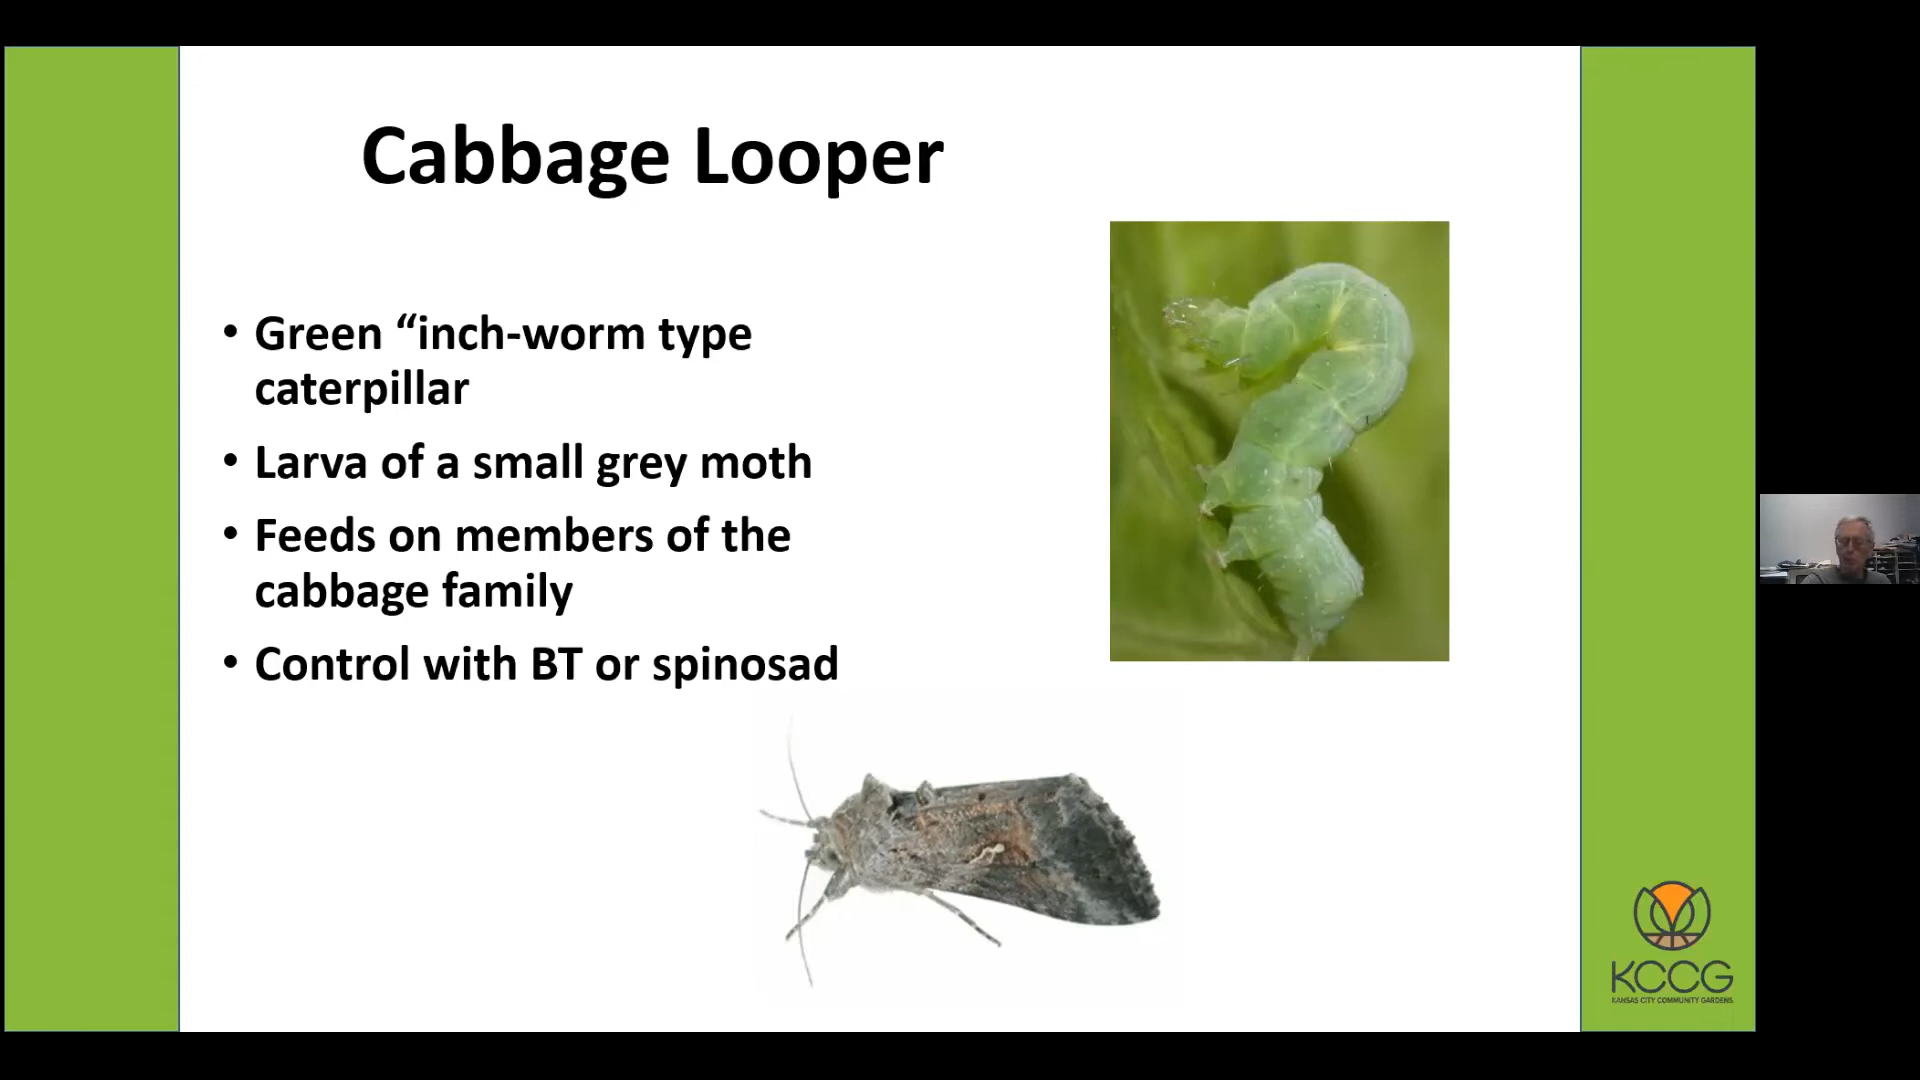 Cabbage Looper
• Green “inch-worm type
caterpillar
• Larva of a small grey moth
• Feeds on members of the
cabbage family
• Control with BT or spinosad
KCCG
KANSAS CITY COMMUNITY GARDENS